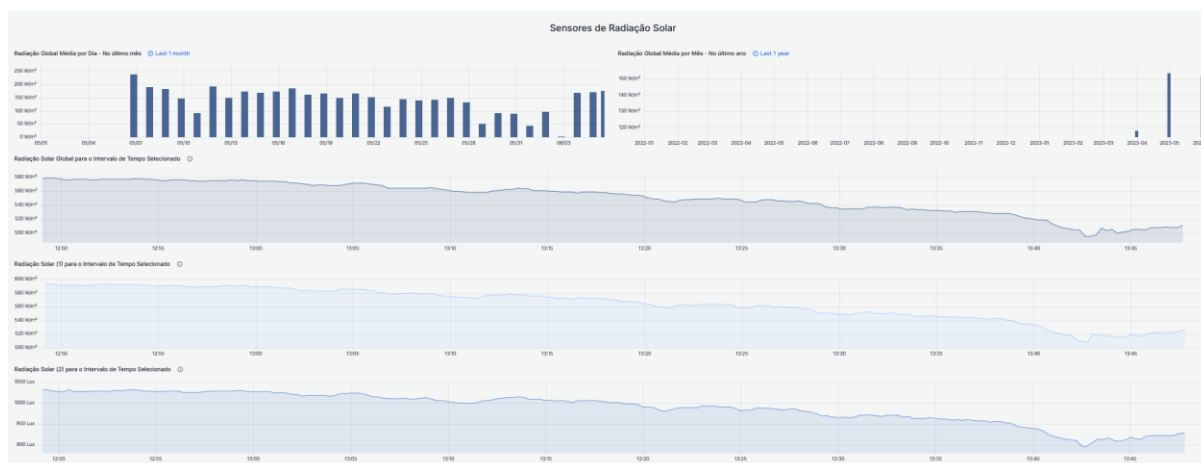 Sensores de Radiação Solar
Radiação Global Média por Dia - No último mês Last 1 month
250 W/m²
200 W/m²
150 W/m²
100 W/m²
50 W/m²
0 W/m²
05/01 05/04 05/07 05/10 05/13 05/16 05/19 05/22 05/25 05/28 05/31 06/03
Radiação Global Média por Mês - No último ano Last 1 year
150 W/m²
140 W/m²
130 W/m²
120 W/m²
2022-01 2022-02 2022-03 2022-04 2022-05 2022-06 2022-07 2022-08 2022-09 2022-10 2022-11 2022-12 2023-01 2023-02 2023-03 2023-04 2023-05
Radiação Solar Global para o Intervalo de Tempo Selecionado
580 W/m²
560 W/m²
540 W/m²
520 W/m²
500 W/m²
12:50 12:55 13:00 13:05 13:10 13:15 13:20 13:25 13:30 13:35 13:40 13:45
Radiação Solar (1) para o Intervalo de Tempo Selecionado
600 W/m²
580 W/m²
560 W/m²
540 W/m²
520 W/m²
500 W/m²
12:50 12:55 13:00 13:05 13:10 13:15 13:20 13:25 13:30 13:35 13:40 13:45
Radiação Solar (2) para o Intervalo de Tempo Selecionado
1050 Lux
1000 Lux
950 Lux
900 Lux
12:50 12:55 13:00 13:05 13:10 13:15 13:20 13:25 13:30 13:35 13:40 13:45